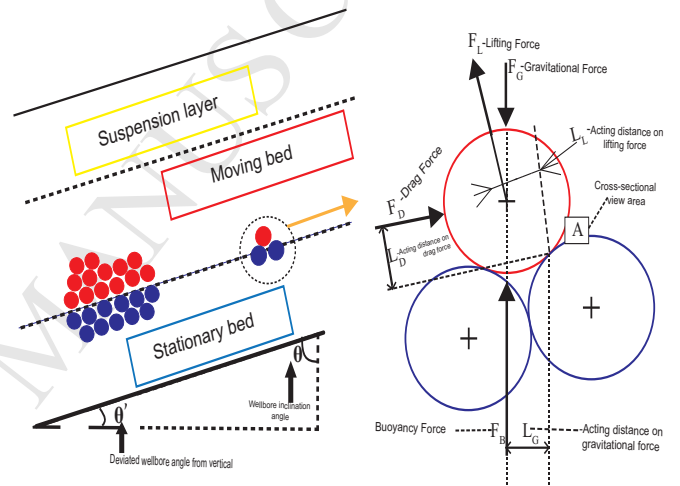 MANUSC
Suspension layer
Moving bed
Stationary bed
θ
θ'
Wellbore inclination
angle
Deviated wellbore angle from vertical
F_L-Lifting Force
F_G-Gravitational Force
L_L-Acting distance on
lifting force
Cross-sectional
view area
A
F_D-Drag Force
L_D-Acting distance on
drag force
Buoyancy Force
F_B
L_G
Acting distance on
gravitational force